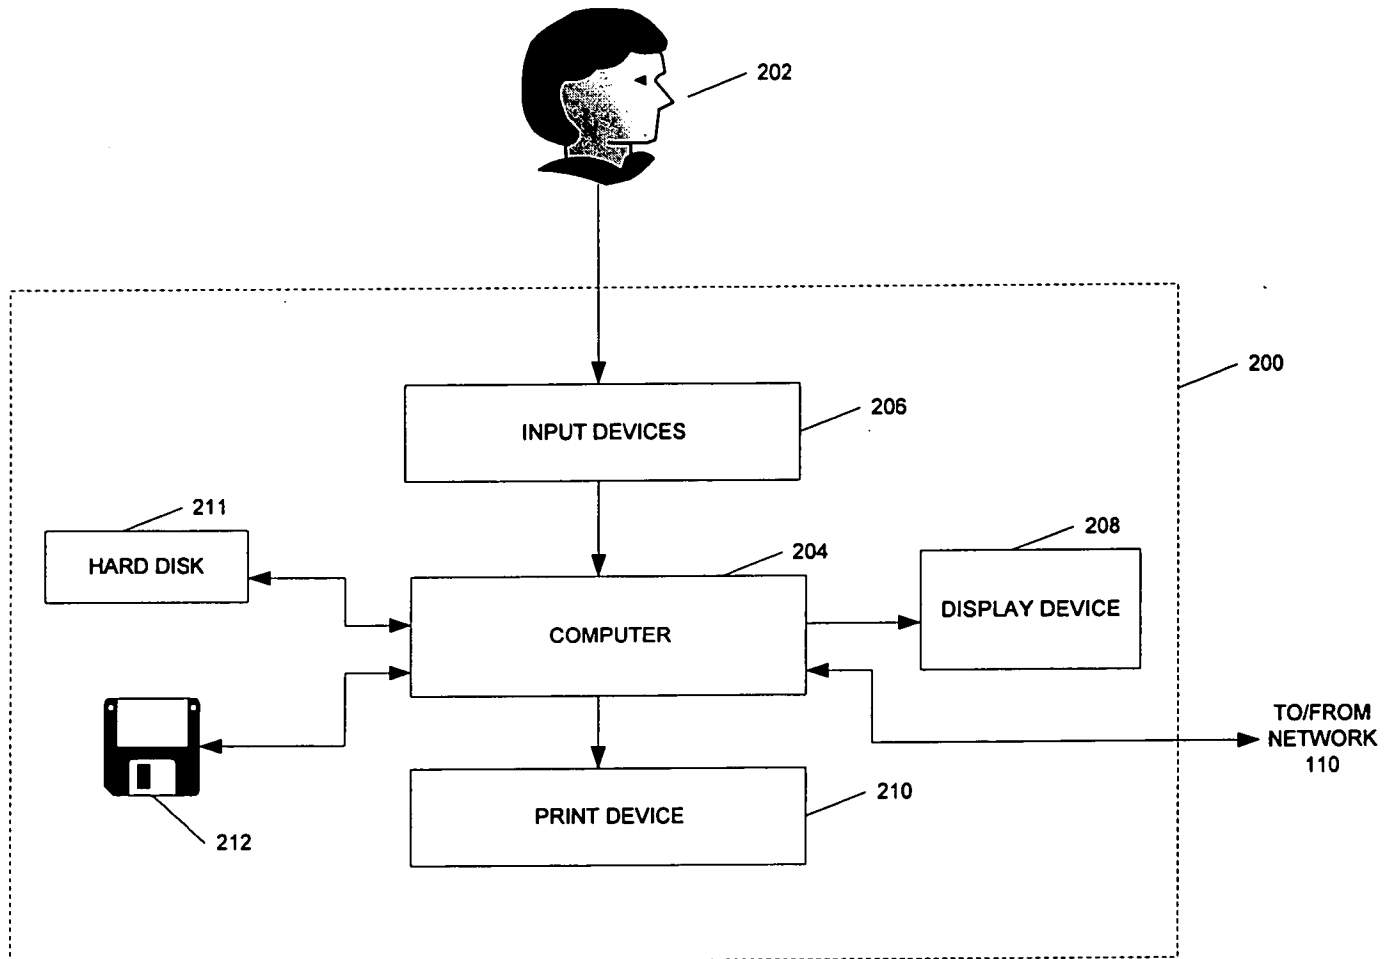 202
200
206
INPUT DEVICES
211
208
HARD DISK
204
DISPLAY DEVICE
COMPUTER
TO/FROM
NETWORK
110
210
PRINT DEVICE
212